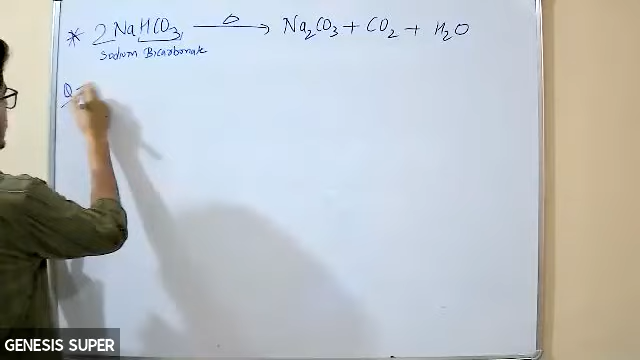 * 2NaHCO₃ —Δ→ Na₂CO₃ + CO₂ + H₂O
Sodium Bicarbonate
Q
GENESIS SUPER